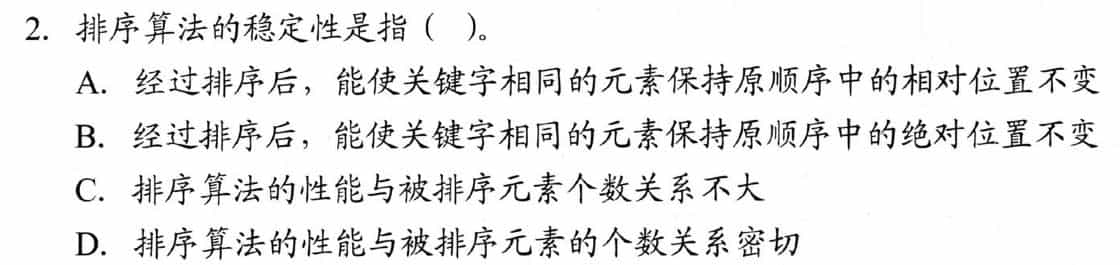 2. 排序算法的稳定性是指（ ）。
A. 经过排序后，能使关键字相同的元素保持原顺序中的相对位置不变
B. 经过排序后，能使关键字相同的元素保持原顺序中的绝对位置不变
C. 排序算法的性能与被排序元素个数关系不大
D. 排序算法的性能与被排序元素的个数关系密切